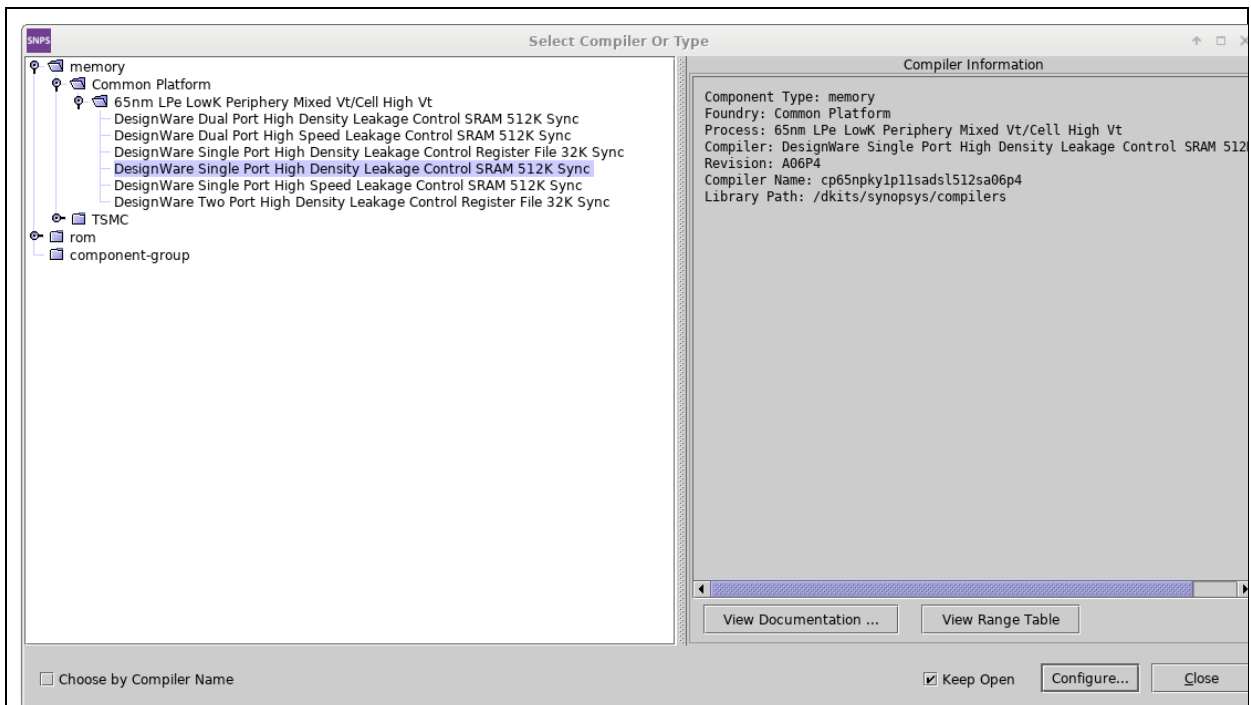 SNPS
Select Compiler Or Type
memory
Common Platform
65nm LPe LowK Periphery Mixed Vt/Cell High Vt
DesignWare Dual Port High Density Leakage Control SRAM 512K Sync
DesignWare Dual Port High Speed Leakage Control SRAM 512K Sync
DesignWare Single Port High Density Leakage Control Register File 32K Sync
DesignWare Single Port High Density Leakage Control SRAM 512K Sync
DesignWare Single Port High Speed Leakage Control SRAM 512K Sync
DesignWare Two Port High Density Leakage Control Register File 32K Sync
TSMC
rom
component-group
Compiler Information
Component Type: memory
Foundry: Common Platform
Process: 65nm LPe LowK Periphery Mixed Vt/Cell High Vt
Compiler: DesignWare Single Port High Density Leakage Control SRAM 512
Revision: A06P4
Compiler Name: cp65npky1p11sadsl512sa06p4
Library Path: /dkits/synopsys/compilers
View Documentation ...
View Range Table
Choose by Compiler Name
Keep Open
Configure...
Close